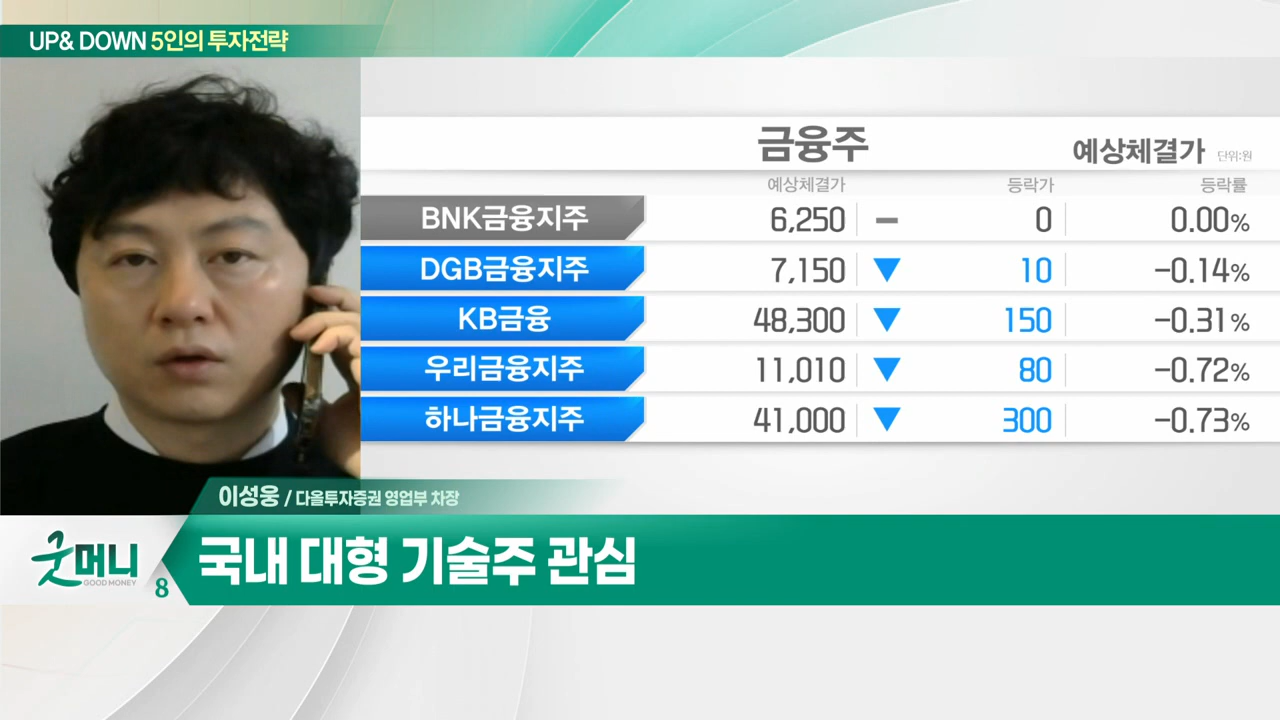 UP& DOWN 5인의 투자전략
금융주
예상체결가 단위:원
예상체결가 등락가 등락률
BNK금융지주 6,250 – 0 0.00%
DGB금융지주 7,150 ▼ 10 -0.14%
KB금융 48,300 ▼ 150 -0.31%
우리금융지주 11,010 ▼ 80 -0.72%
하나금융지주 41,000 ▼ 300 -0.73%
이성웅 / 다올투자증권 영업부 차장
굿머니
GOOD MONEY
8
국내 대형 기술주 관심